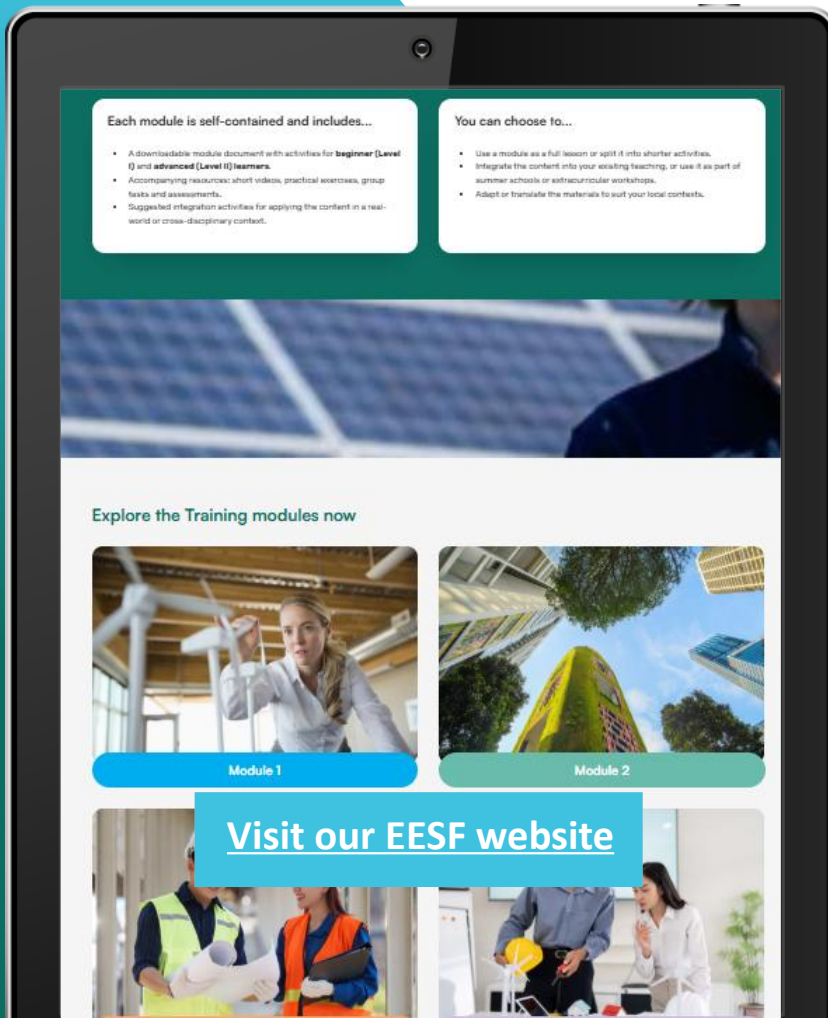 Each module is self-contained and includes...
A downloadable module document with activities for beginner (Level
I) and advanced (Level II) learners.
Accompanying resources: short videos, practical exercises, group
tasks and assessments.
Suggested integration activities for applying the content in a real-
world or cross-disciplinary context.
You can choose to...
Use a module as a full lesson or split it into shorter activities.
Integrate the content into your existing teaching, or use it as part of
summer schools or extracurricular workshops.
Adapt or translate the materials to suit your local contexts.
Explore the Training modules now
Module 1
Module 2
Visit our EESF website